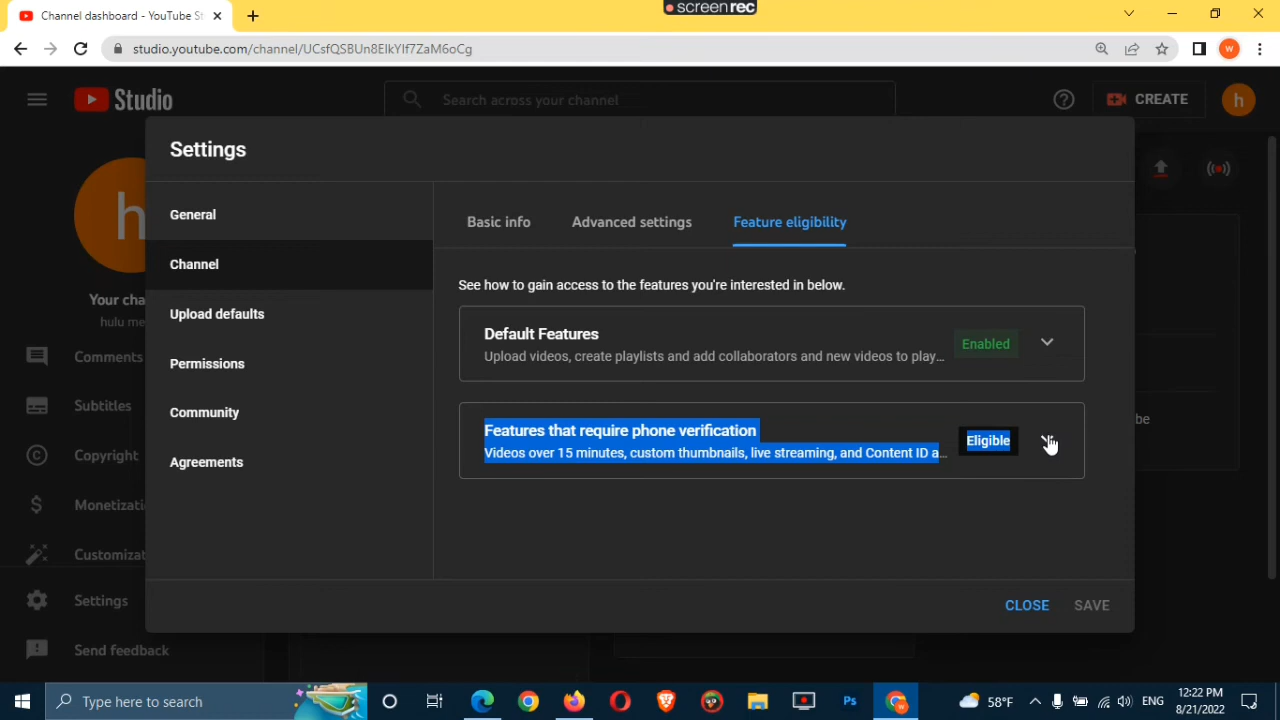 screenrec
Channel dashboard - YouTube St
studio.youtube.com/channel/UCsfQSBUn8ElkYlf7ZaM6oCg
W
Studio
Search across your channel
CREATE
h
Settings
h
Your cha
hulu me
Comments
Subtitles
Copyright
Monetizati
Customizat
Settings
Send feedback
General
Channel
Upload defaults
Permissions
Community
Agreements
Basic info
Advanced settings
Feature eligibility
See how to gain access to the features you're interested in below.
Default Features
Upload videos, create playlists and add collaborators and new videos to play...
Enabled
Features that require phone verification
Videos over 15 minutes, custom thumbnails, live streaming, and Content ID a...
Eligible
be
CLOSE
SAVE
Type here to search
Ps
58°F
ENG
12:22 PM
8/21/2022